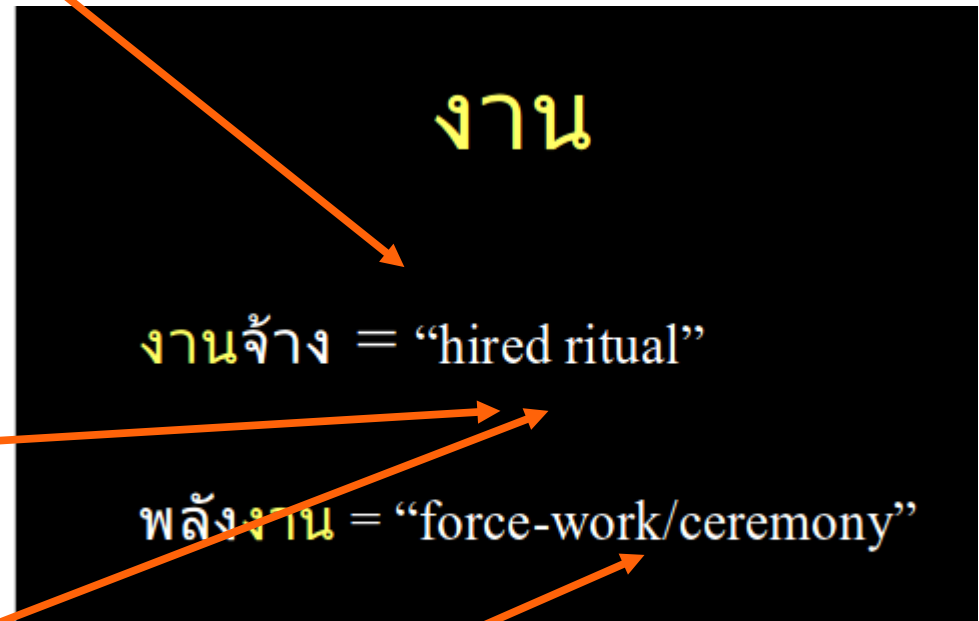 งาน
งานจ้าง = “hired ritual”
พลังงาน = “force-work/ceremony”